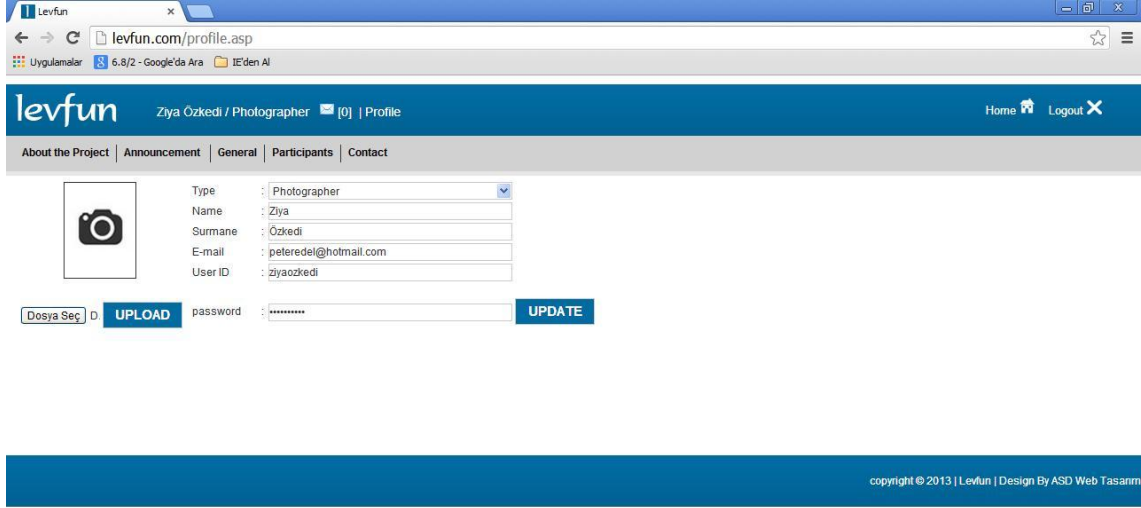 Levfun
levfun.com/profile.asp
Uygulamalar 6.8/2 - Google'da Ara IE'den Al
levfun Ziya Özkedi / Photographer [0] | Profile Home Logout
About the Project | Announcement | General | Participants | Contact
Type : Photographer
Name : Ziya
Surmane : Özkedi
E-mail : peteredel@hotmail.com
User ID : ziyaozkedi
Dosya Seç D. UPLOAD password : •••••••••• UPDATE
copyright © 2013 | Levfun | Design By ASD Web Tasarım